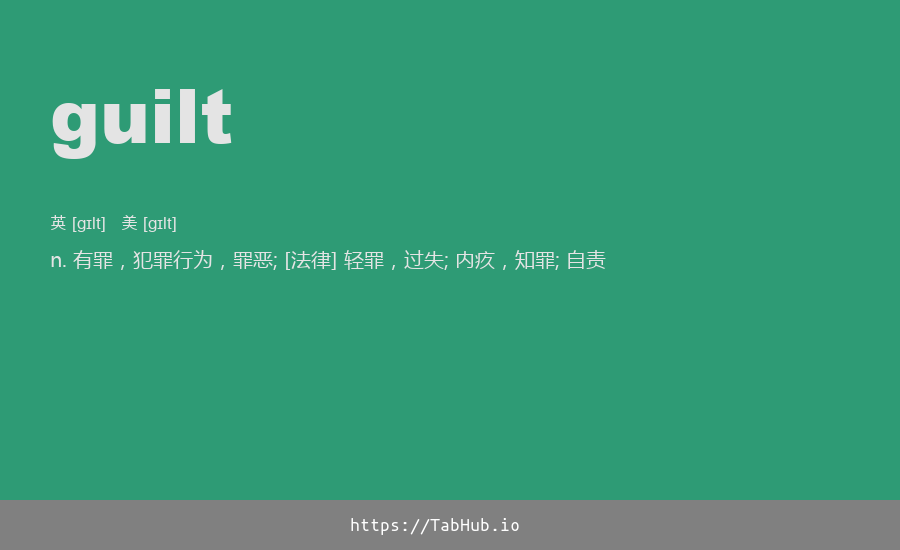 guilt
英 [gɪlt] 美 [gɪlt]
n. 有罪，犯罪行为，罪恶; [法律] 轻罪，过失; 内疚，知罪; 自责
https://TabHub.io